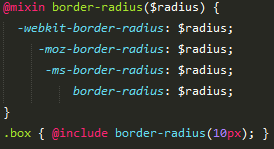 @mixin border-radius($radius) {
-webkit-border-radius: $radius;
-moz-border-radius: $radius;
-ms-border-radius: $radius;
border-radius: $radius;
}
.box { @include border-radius(10px); }